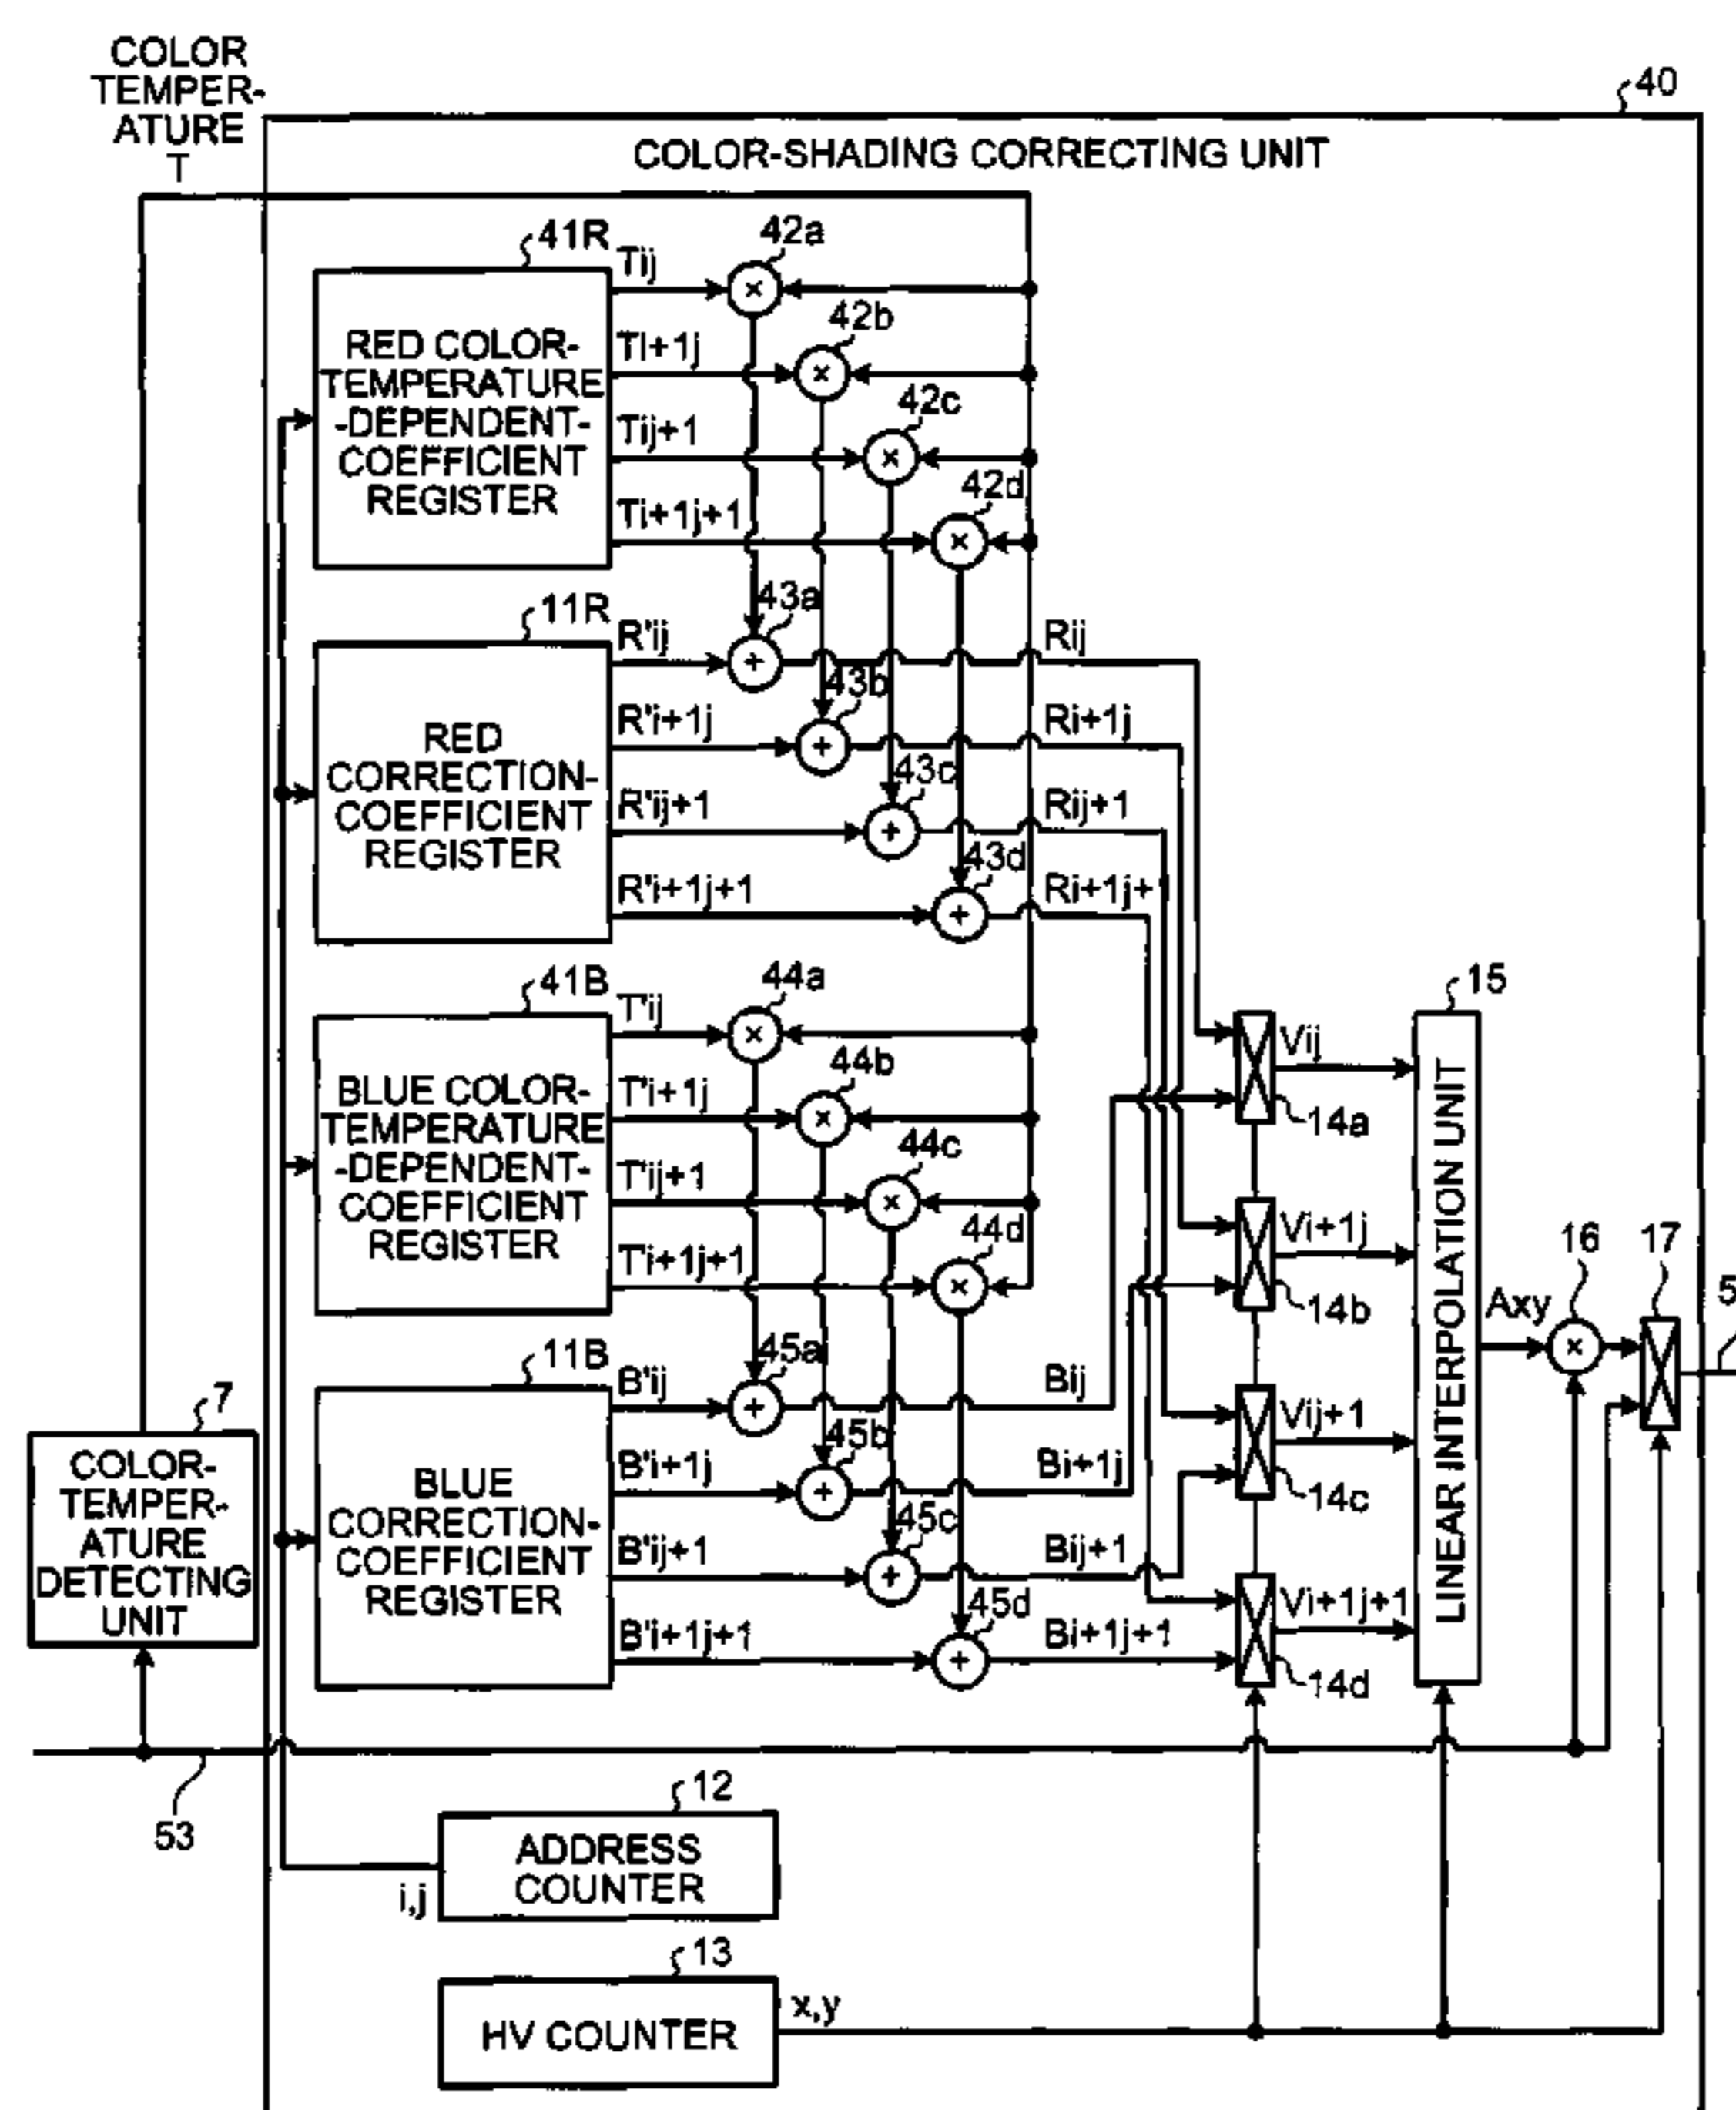 COLOR
TEMPER-
ATURE
T
40
COLOR-SHADING CORRECTING UNIT
41R
Tij
42a
RED COLOR-
TEMPERATURE
-DEPENDENT-
COEFFICIENT
REGISTER
Ti+1j
42b
Tij+1
42c
Ti+1j+1
42d
11R
R'ij
43a
Rij
RED
CORRECTION-
COEFFICIENT
REGISTER
R'i+1j
43b
Ri+1j
R'ij+1
43c
Rij+1
R'i+1j+1
43d
Ri+1j+
41B
T'ij
44a
BLUE COLOR-
TEMPERATURE
-DEPENDENT-
COEFFICIENT
REGISTER
T'i+1j
44b
T'ij+1
44c
T'i+1j+1
44d
11B
B'ij
45a
Bij
BLUE
CORRECTION-
COEFFICIENT
REGISTER
B'i+1j
45b
Bi+1j
B'ij+1
45c
Bij+1
B'i+1j+1
45d
Bi+1j+1
15
Vij
14a
Vi+1j
14b
Vij+1
14c
Vi+1j+1
14d
LINEAR INTERPOLATION UNIT
Axy
16
17
5
7
COLOR-
TEMPER-
ATURE
DETECTING
UNIT
53
12
ADDRESS
COUNTER
i,j
13
HV COUNTER
x,y